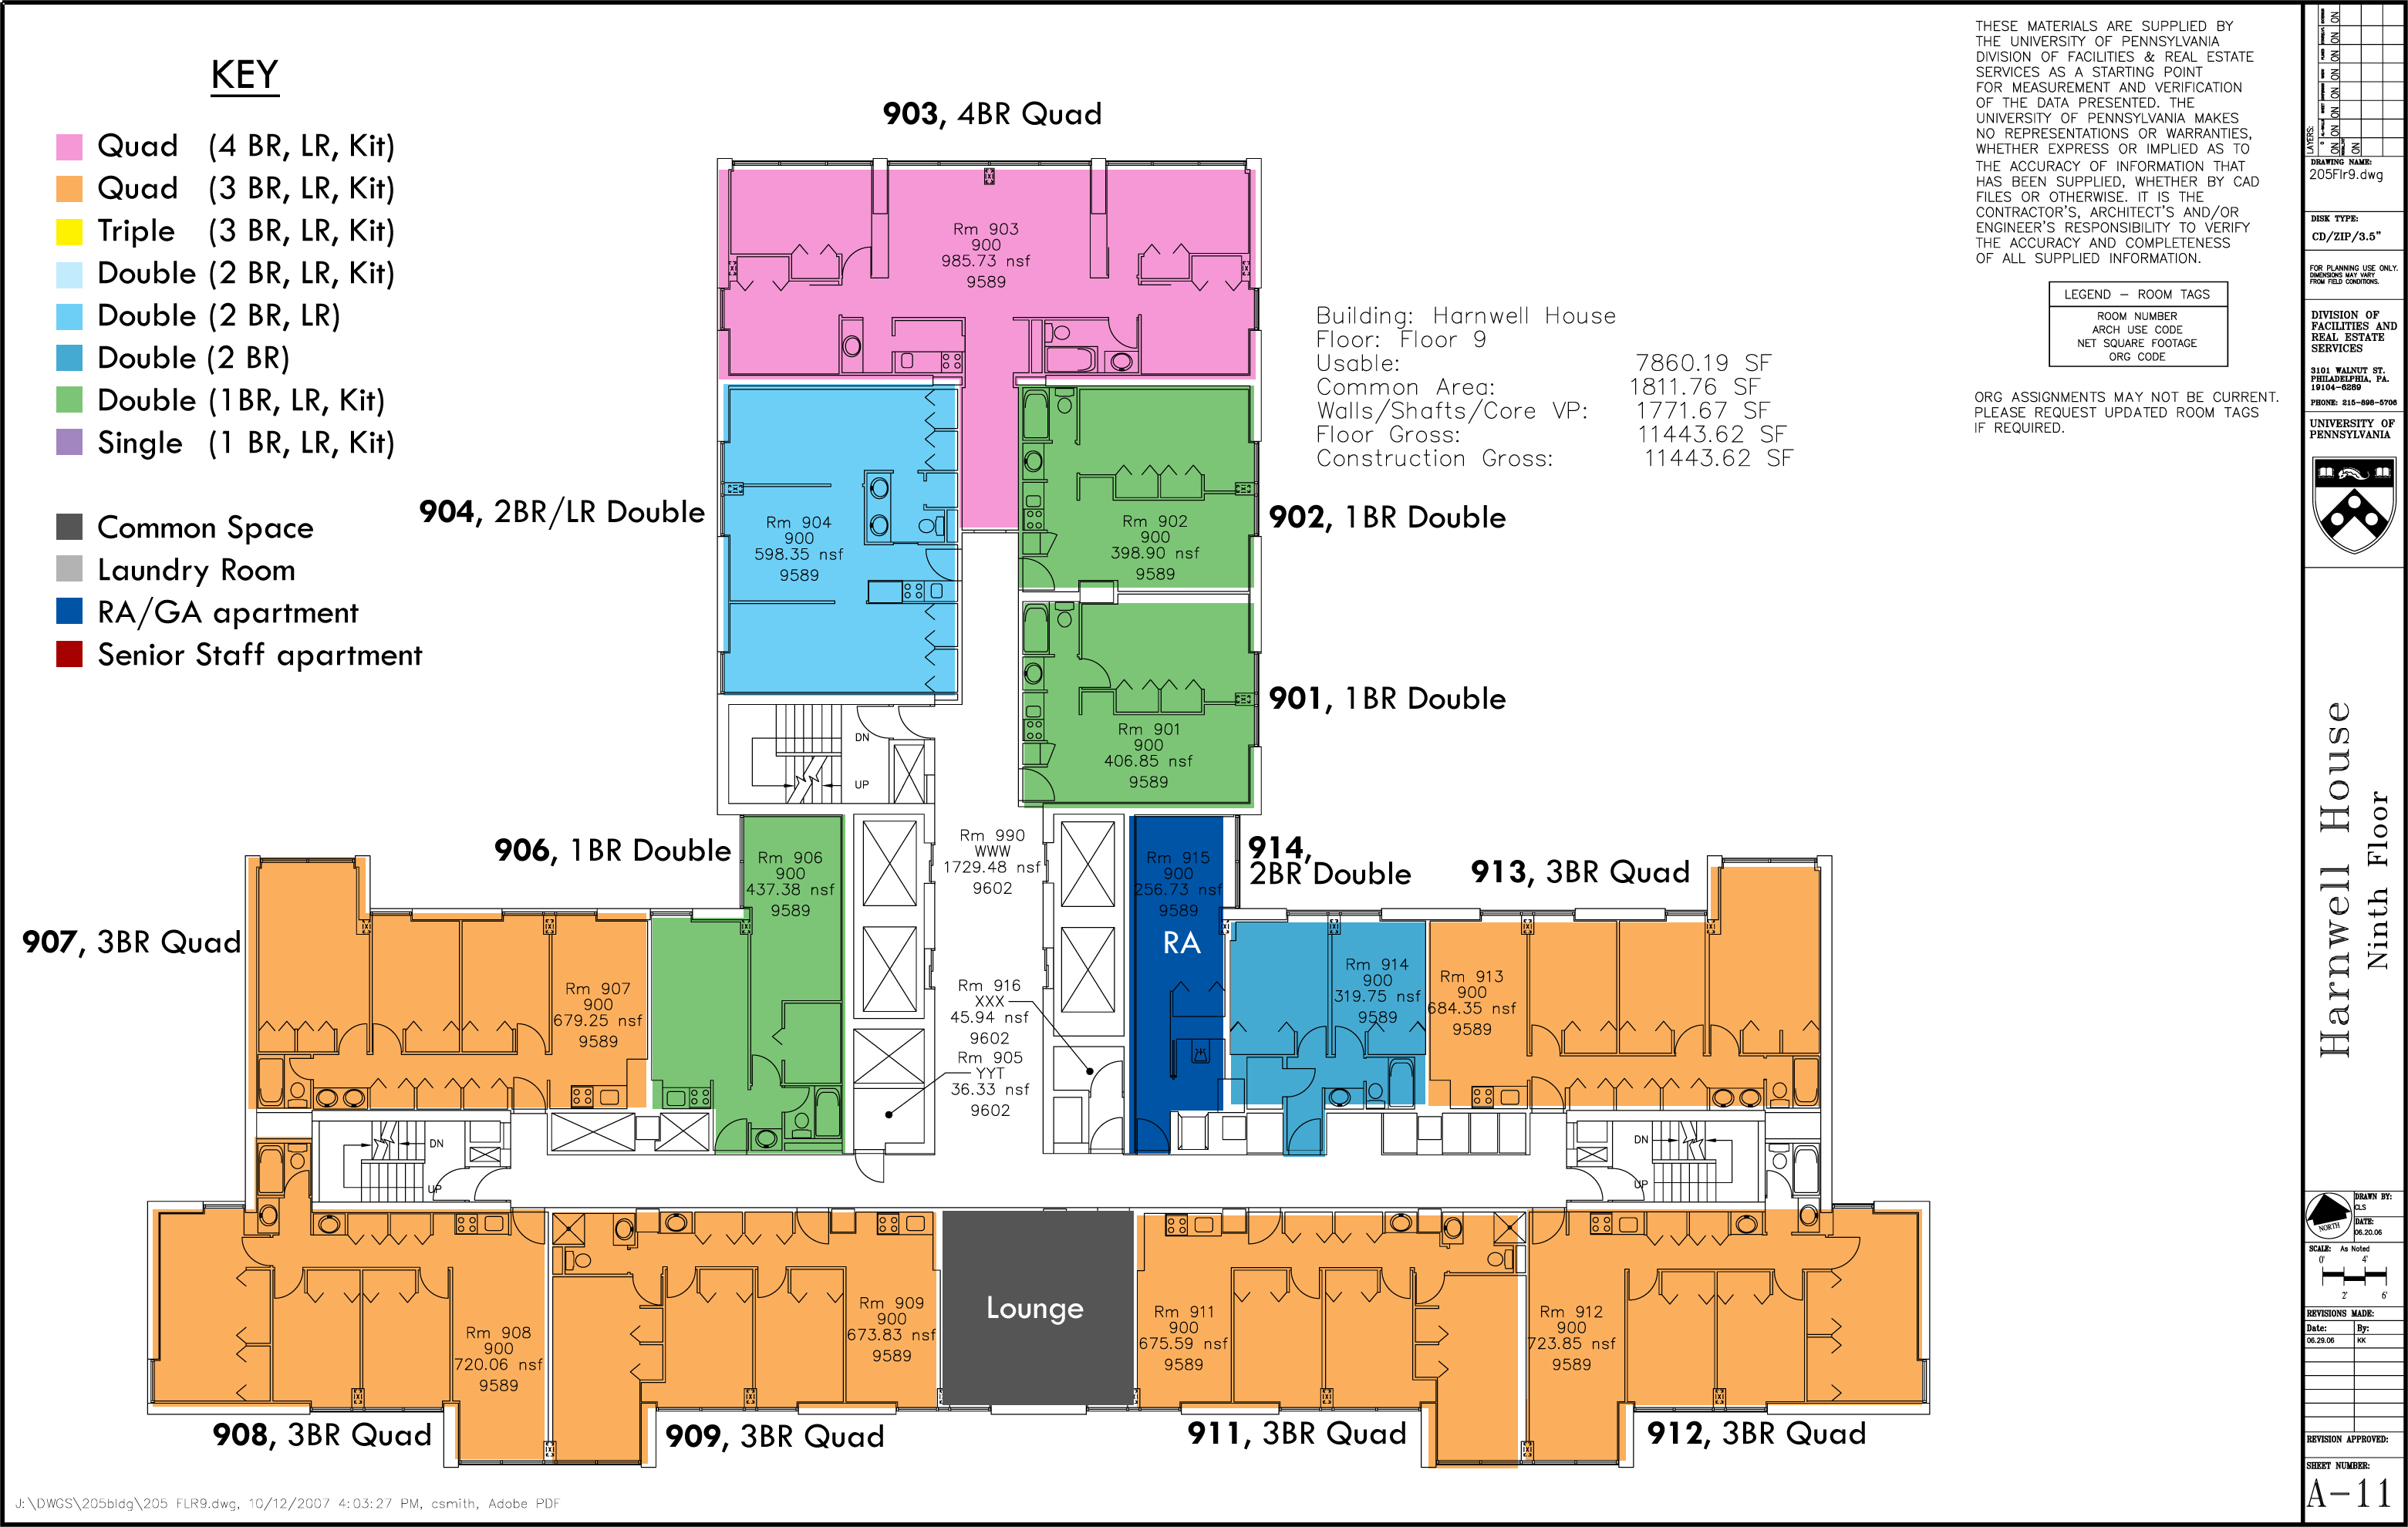 KEY
Quad (4 BR, LR, Kit)
Quad (3 BR, LR, Kit)
Triple (3 BR, LR, Kit)
Double (2 BR, LR, Kit)
Double (2 BR, LR)
Double (2 BR)
Double (1BR, LR, Kit)
Single (1 BR, LR, Kit)
Common Space
Laundry Room
RA/GA apartment
Senior Staff apartment
903, 4BR Quad
Rm 903
900
985.73 nsf
9589
904, 2BR/LR Double
Rm 904
900
598.35 nsf
9589
902, 1BR Double
Rm 902
900
398.90 nsf
9589
901, 1BR Double
Rm 901
900
406.85 nsf
9589
DN
UP
Building: Harnwell House
Floor: Floor 9
Usable: 7860.19 SF
Common Area: 1811.76 SF
Walls/Shafts/Core VP: 1771.67 SF
Floor Gross: 11443.62 SF
Construction Gross: 11443.62 SF
THESE MATERIALS ARE SUPPLIED BY
THE UNIVERSITY OF PENNSYLVANIA
DIVISION OF FACILITIES & REAL ESTATE
SERVICES AS A STARTING POINT
FOR MEASUREMENT AND VERIFICATION
OF THE DATA PRESENTED. THE
UNIVERSITY OF PENNSYLVANIA MAKES
NO REPRESENTATIONS OR WARRANTIES,
WHETHER EXPRESS OR IMPLIED AS TO
THE ACCURACY OF INFORMATION THAT
HAS BEEN SUPPLIED, WHETHER BY CAD
FILES OR OTHERWISE. IT IS THE
CONTRACTOR'S, ARCHITECT'S AND/OR
ENGINEER'S RESPONSIBILITY TO VERIFY
THE ACCURACY AND COMPLETENESS
OF ALL SUPPLIED INFORMATION.
LEGEND - ROOM TAGS
ROOM NUMBER
ARCH USE CODE
NET SQUARE FOOTAGE
ORG CODE
ORG ASSIGNMENTS MAY NOT BE CURRENT.
PLEASE REQUEST UPDATED ROOM TAGS
IF REQUIRED.
906, 1BR Double
Rm 906
900
437.38 nsf
9589
Rm 990
WWW
1729.48 nsf
9602
Rm 916
XXX
45.94 nsf
9602
Rm 905
YYT
36.33 nsf
9602
Rm 915
900
256.73 nsf
9589
RA
914,
2BR Double
Rm 914
900
319.75 nsf
9589
913, 3BR Quad
Rm 913
900
684.35 nsf
9589
907, 3BR Quad
Rm 907
900
679.25 nsf
9589
DN
UP
DN
UP
Rm 908
900
720.06 nsf
9589
908, 3BR Quad
Rm 909
900
673.83 nsf
9589
909, 3BR Quad
Lounge
Rm 911
900
675.59 nsf
9589
911, 3BR Quad
Rm 912
900
723.85 nsf
9589
912, 3BR Quad
J:\DWGS\205bldg\205 FLR9.dwg, 10/12/2007 4:03:27 PM, csmith, Adobe PDF
LAYERS:
ON ON ON ON ON ON ON
ON
ON
DRAWING NAME:
205Flr9.dwg
DISK TYPE:
CD/ZIP/3.5"
FOR PLANNING USE ONLY.
DIMENSIONS MAY VARY
FROM FIELD CONDITIONS.
DIVISION OF
FACILITIES AND
REAL ESTATE
SERVICES
3101 WALNUT ST.
PHILADELPHIA, PA.
19104-6289
PHONE: 215-898-5706
UNIVERSITY OF
PENNSYLVANIA
Harnwell House
Ninth Floor
NORTH
DRAWN BY:
CLS
DATE:
06.20.06
SCALE: As Noted
0' 4'
2' 6'
REVISIONS MADE:
Date: By:
06.29.06 KK
REVISION APPROVED:
SHEET NUMBER:
A-11